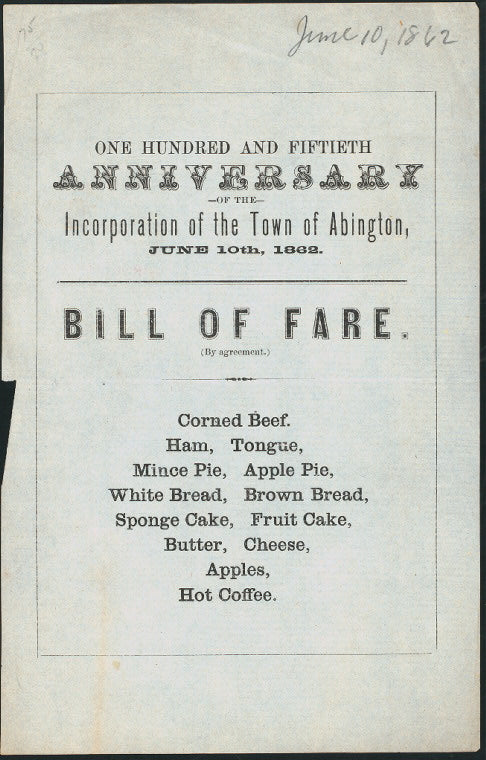 June 10, 1862
ONE HUNDRED AND FIFTIETH
ANNIVERSARY
—OF THE—
Incorporation of the Town of Abington,
JUNE 10th, 1862.
BILL OF FARE.
(By agreement.)
Corned Beef.
Ham, Tongue,
Mince Pie, Apple Pie,
White Bread, Brown Bread,
Sponge Cake, Fruit Cake,
Butter, Cheese,
Apples,
Hot Coffee.